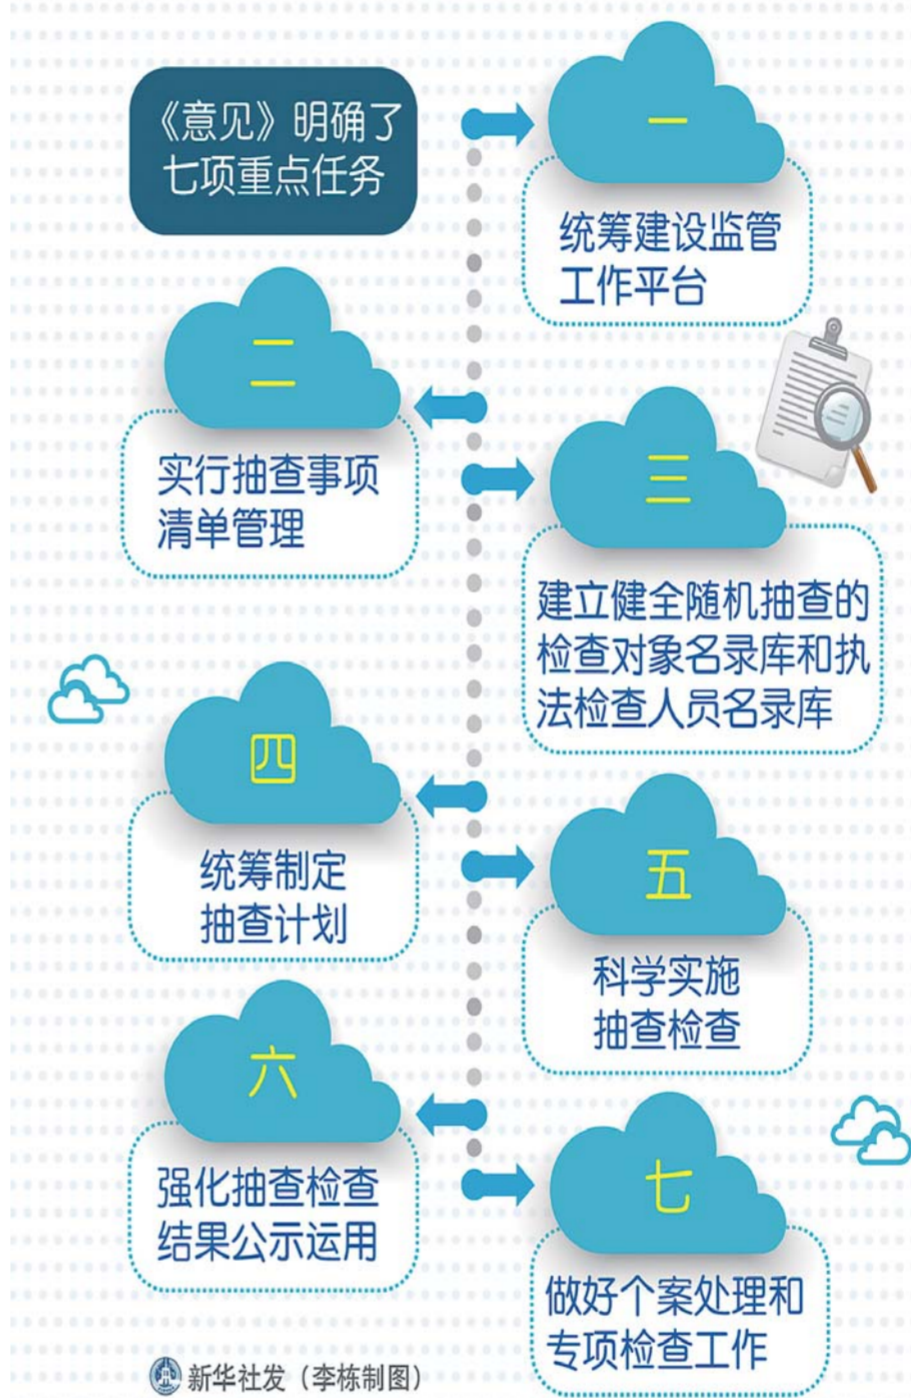 《意见》明确了
七项重点任务
一
统筹建设监管
工作平台
二
实行抽查事项
清单管理
三
建立健全随机抽查的
检查对象名录库和执
法检查人员名录库
四
统筹制定
抽查计划
五
科学实施
抽查检查
六
强化抽查检查
结果公示运用
七
做好个案处理和
专项检查工作
新华社发（李栋制图）